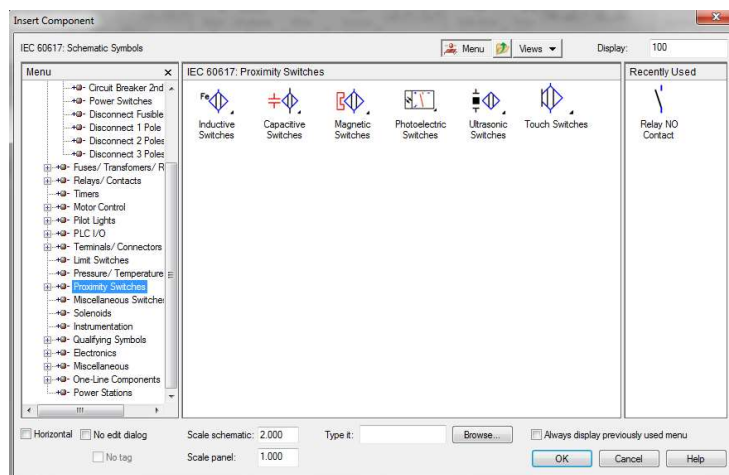 Insert Component
IEC 60617: Schematic Symbols
Menu
Views
Display:
100
Menu
x
Circuit Breaker 2nd
Power Switches
Disconnect Fusible
Disconnect 1 Pole
Disconnect 2 Poles
Disconnect 3 Poles
Fuses/ Transfomers/ R
Relays/ Contacts
Timers
Motor Control
Pilot Lights
PLC I/O
Terminals/ Connectors
Limit Switches
Pressure/ Temperature
Proximity Switches
Miscellaneous Switche
Solenoids
Instrumentation
Qualifying Symbols
Electronics
Miscellaneous
One-Line Components
Power Stations
IEC 60617: Proximity Switches
Fe
Inductive
Switches
Capacitive
Switches
Magnetic
Switches
Photoelectric
Switches
Ultrasonic
Switches
Touch Switches
Recently Used
Relay NO
Contact
Horizontal
No edit dialog
No tag
Scale schematic: 2.000
Scale panel: 1.000
Type it:
Browse...
Always display previously used menu
OK
Cancel
Help